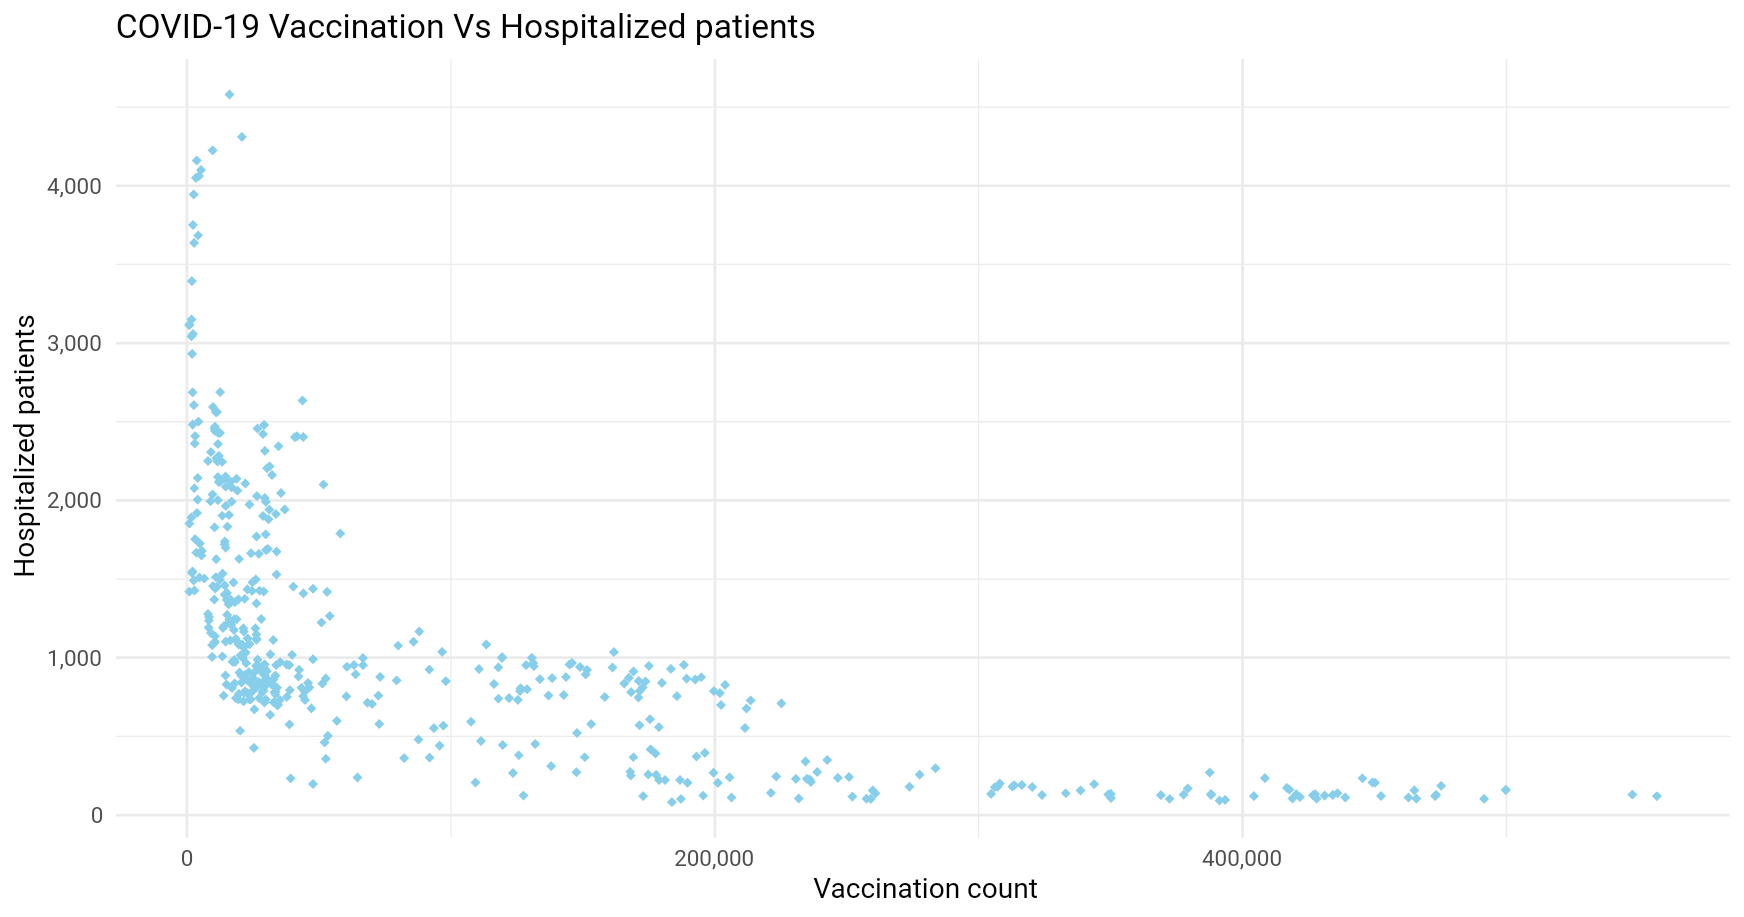 COVID-19 Vaccination Vs Hospitalized patients
Hospitalized patients
4,000
3,000
2,000
1,000
0
0
200,000
400,000
Vaccination count